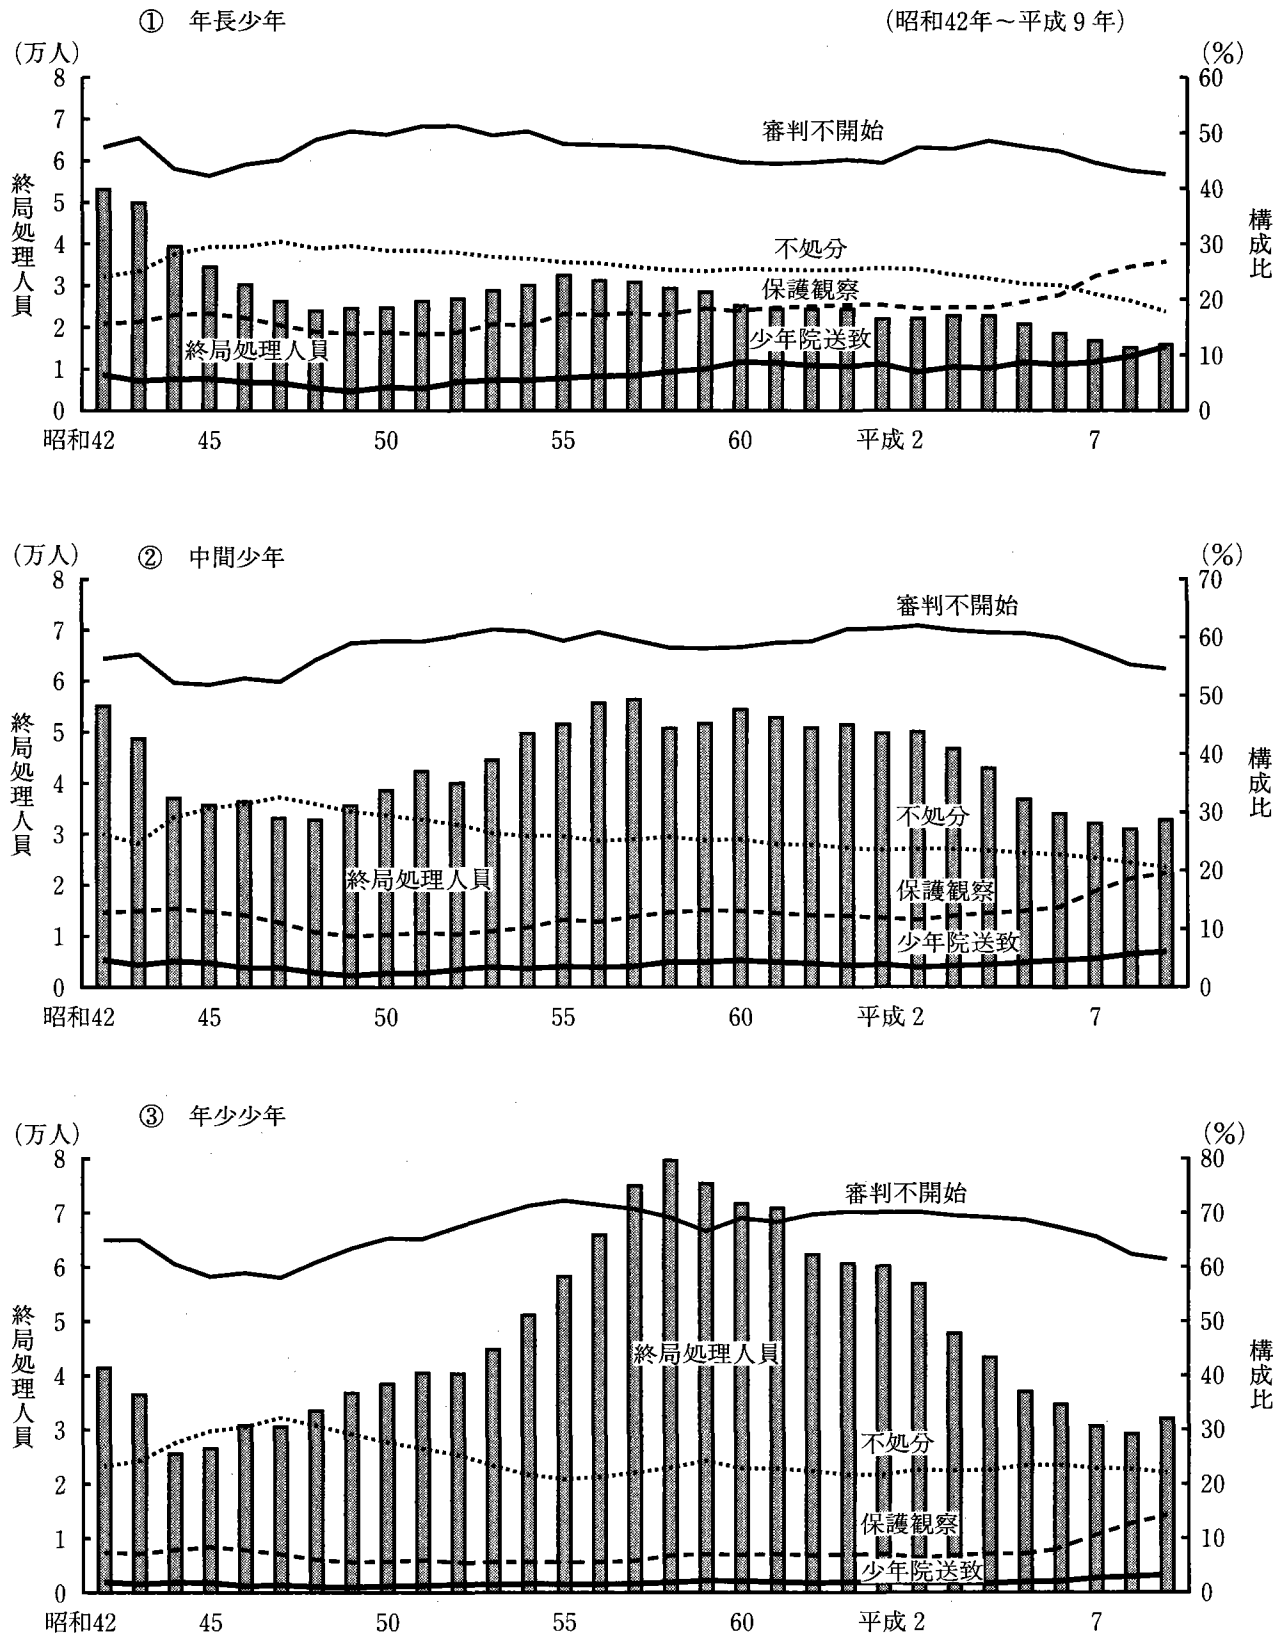 ① 年長少年 (昭和42年～平成9年)
(万人) (%)
8 60
7 50
6 40
5 30
4 20
3 10
2 0
1
0
終局処理人員
構成比
審判不開始
不処分
保護観察
少年院送致
終局処理人員
昭和42 45 50 55 60 平成2 7
② 中間少年
(万人) (%)
8 70
7 60
6 50
5 40
4 30
3 20
2 10
1 0
0
終局処理人員
構成比
審判不開始
不処分
終局処理人員
保護観察
少年院送致
昭和42 45 50 55 60 平成2 7
③ 年少少年
(万人) (%)
8 80
7 70
6 60
5 50
4 40
3 30
2 20
1 10
0 0
終局処理人員
構成比
審判不開始
終局処理人員
不処分
保護観察
少年院送致
昭和42 45 50 55 60 平成2 7